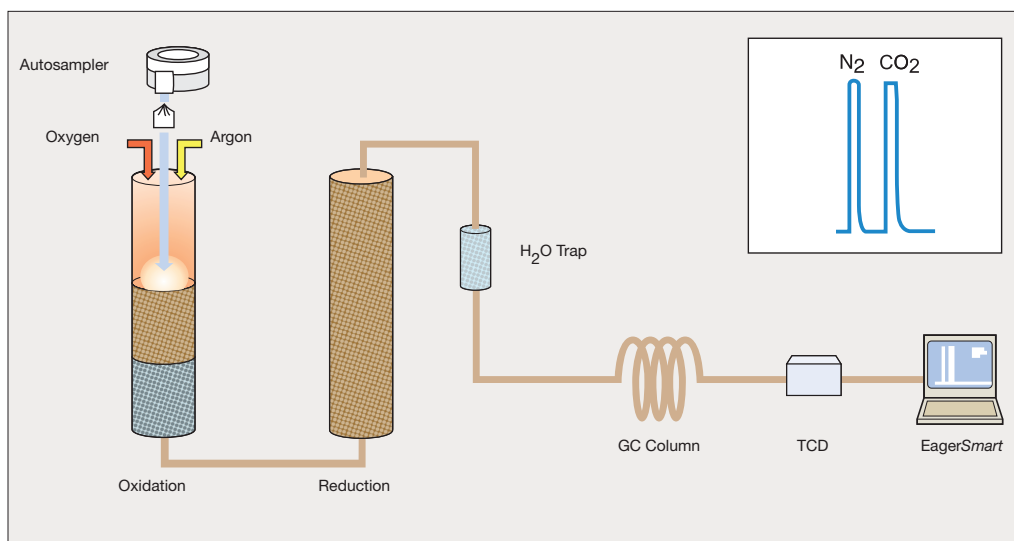 Autosampler
Oxygen
Argon
N2 CO2
H2O Trap
GC Column
TCD
EagerSmart
Oxidation
Reduction